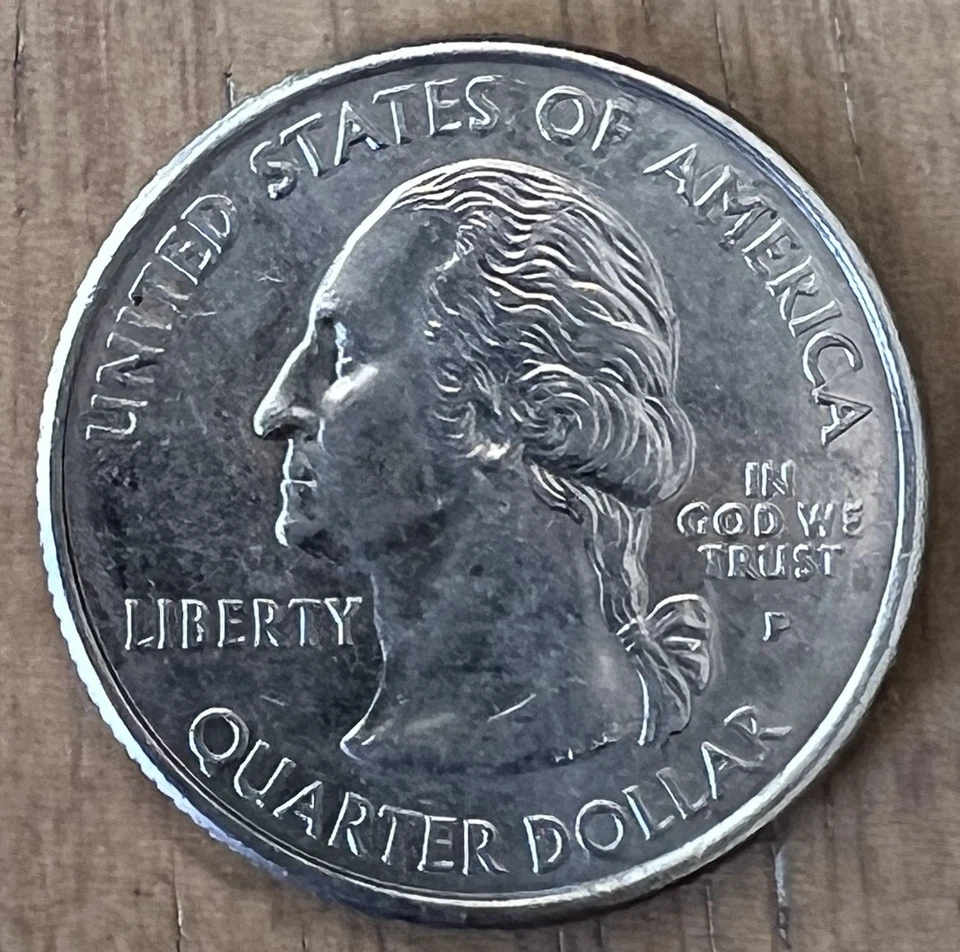 UNITED STATES OF AMERICA
IN
GOD WE
TRUST
P
LIBERTY
QUARTER DOLLAR